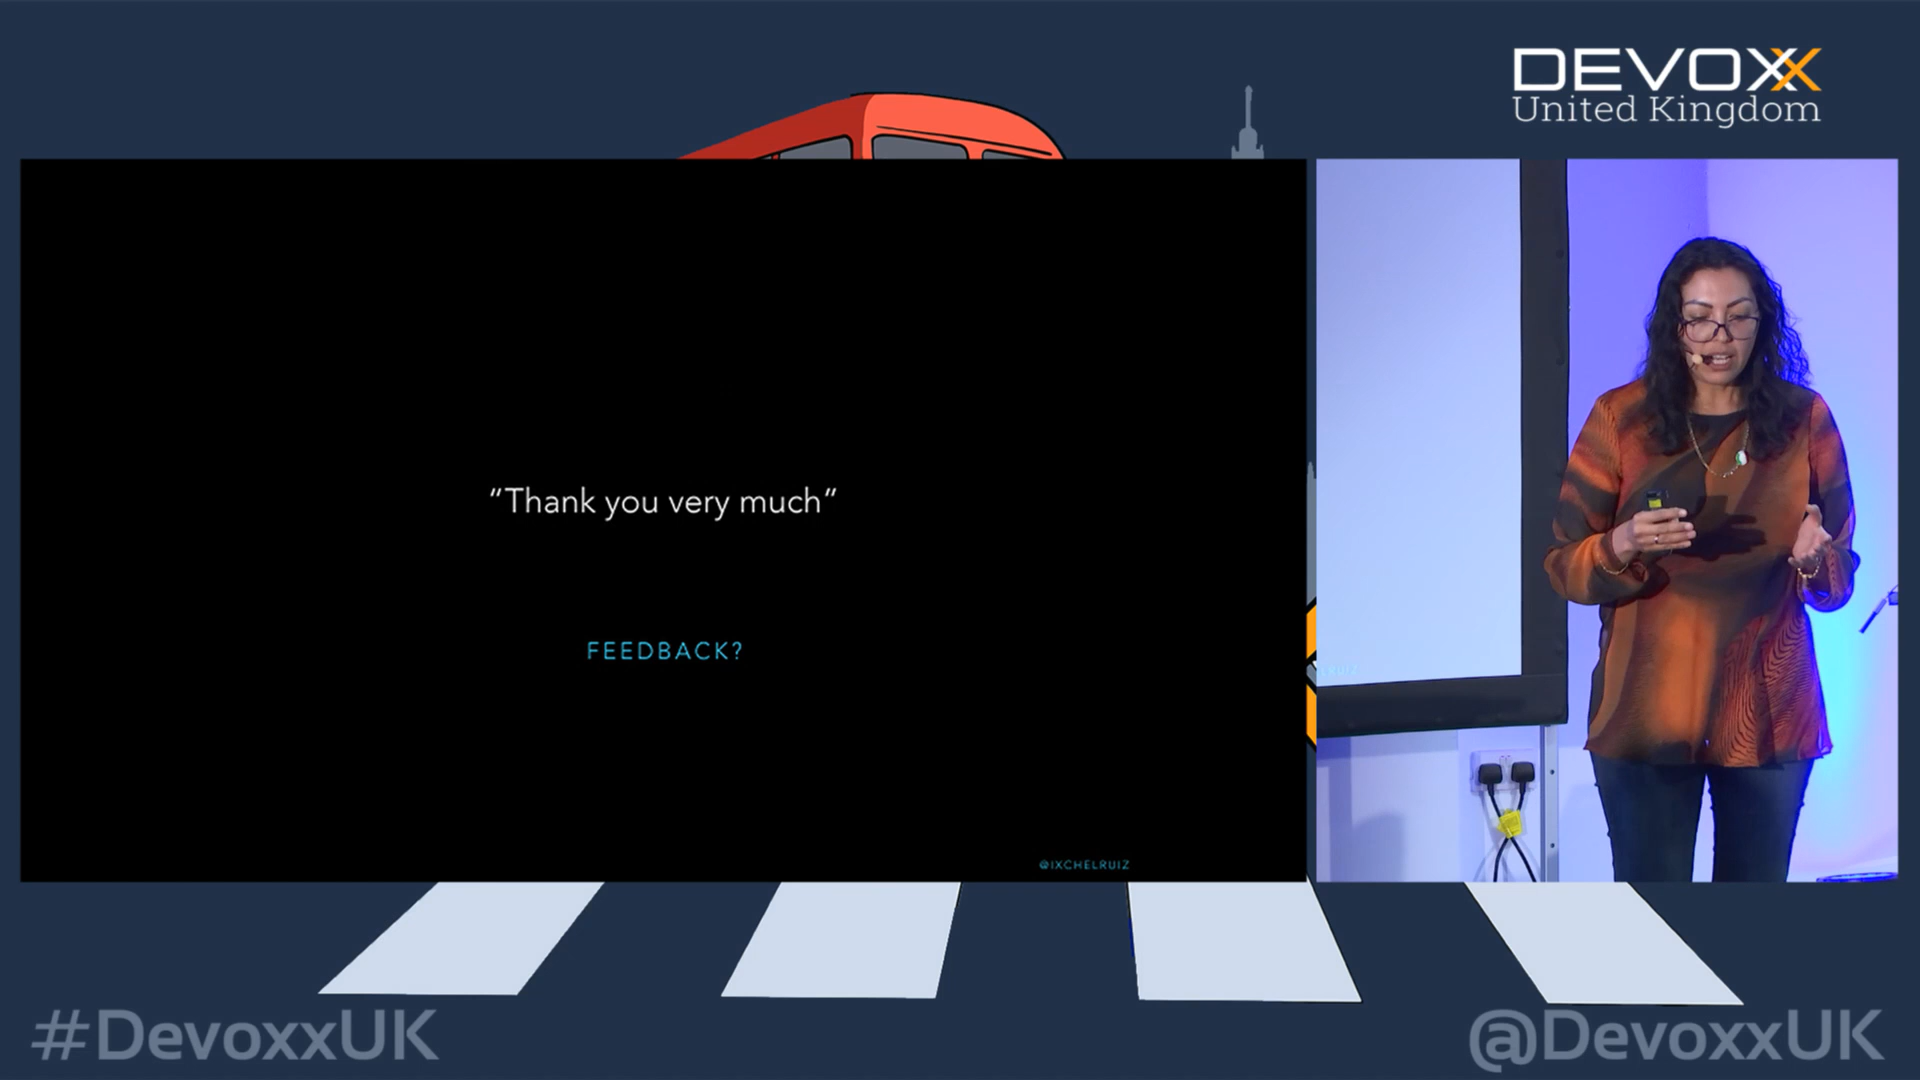 DEVOXX
United Kingdom
“Thank you very much”
FEEDBACK?
@IXCHELRUIZ
#DevoxxUK
@DevoxxUK